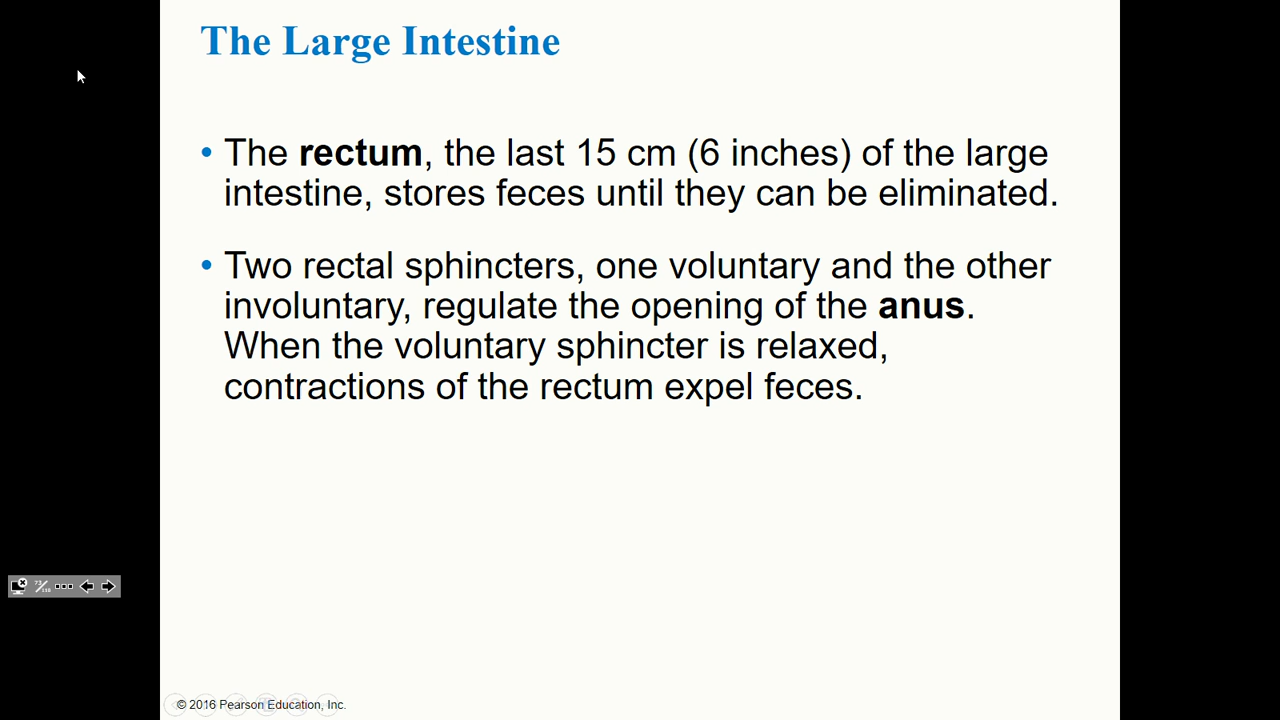 The Large Intestine
• The rectum, the last 15 cm (6 inches) of the large
intestine, stores feces until they can be eliminated.
• Two rectal sphincters, one voluntary and the other
involuntary, regulate the opening of the anus.
When the voluntary sphincter is relaxed,
contractions of the rectum expel feces.
73/118
© 2016 Pearson Education, Inc.